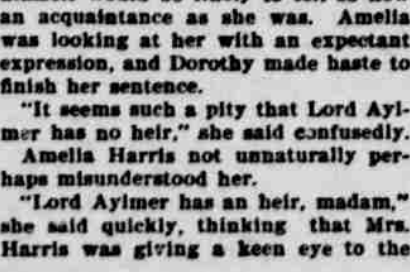 an acquaintance as she was. Amelia
was looking at her with an expectant
expression, and Dorothy made haste to
finish her sentence.
"It seems such a pity that Lord Ayl-
mer has no heir," she said confusedly.
Amelia Harris not unnaturally per-
haps misunderstood her.
"Lord Aylmer has an heir, madam,"
she said quickly, thinking that Mrs.
Harris was giving a keen eye to the